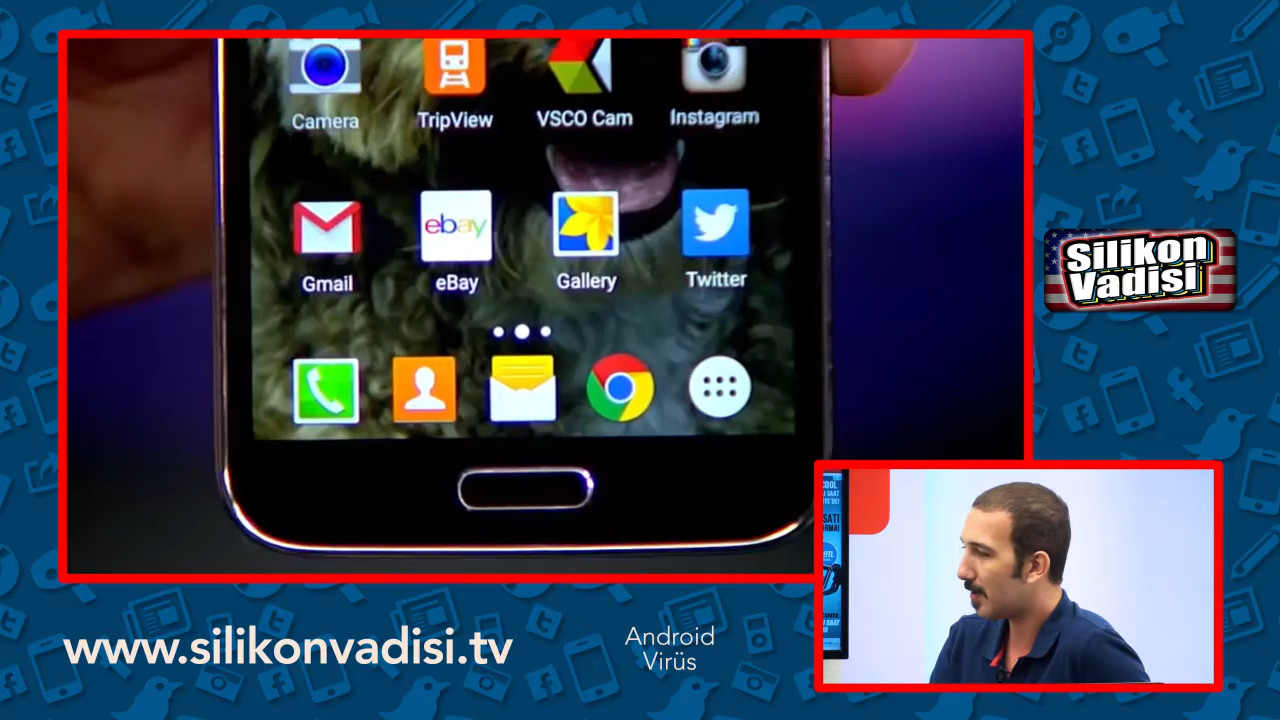 Camera
TripView
VSCO Cam
Instagram
Gmail
ebay
eBay
Gallery
Twitter
Silikon
Vadisi
www.silikonvadisi.tv
Android
Virüs